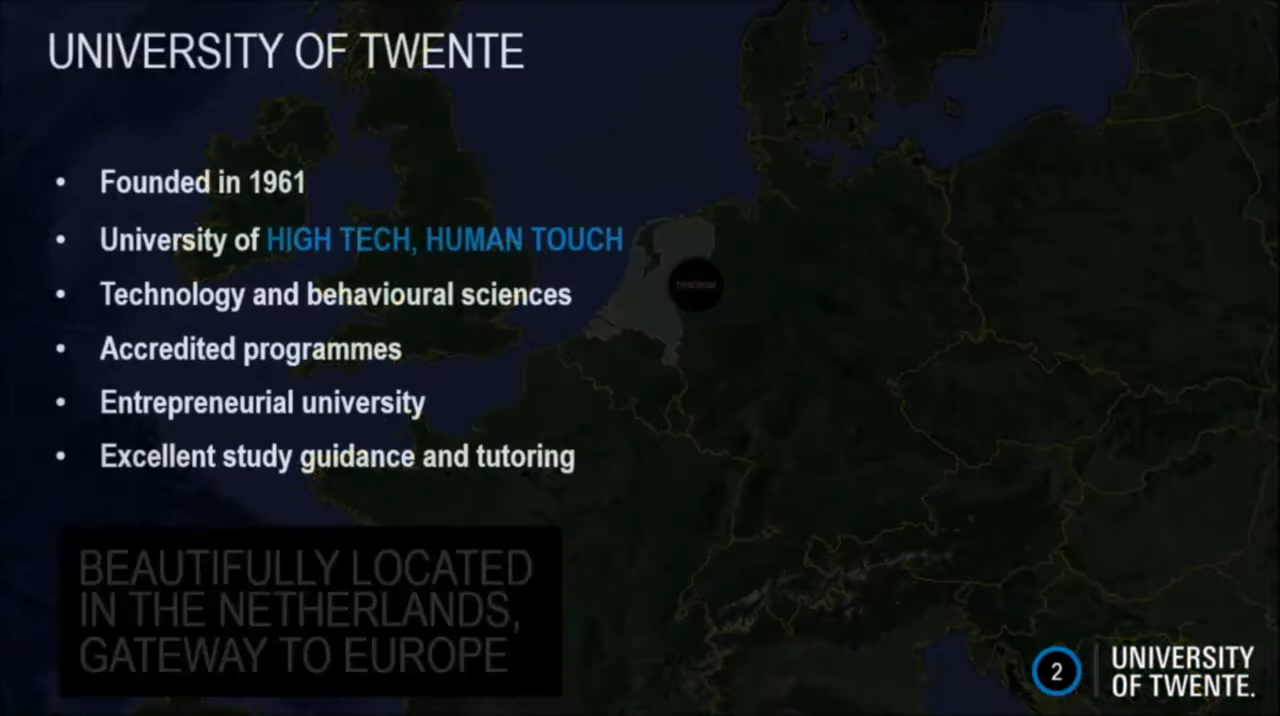 UNIVERSITY OF TWENTE
• Founded in 1961
• University of HIGH TECH, HUMAN TOUCH
• Technology and behavioural sciences
• Accredited programmes
• Entrepreneurial university
• Excellent study guidance and tutoring
BEAUTIFULLY LOCATED
IN THE NETHERLANDS,
GATEWAY TO EUROPE
2
UNIVERSITY
OF TWENTE.